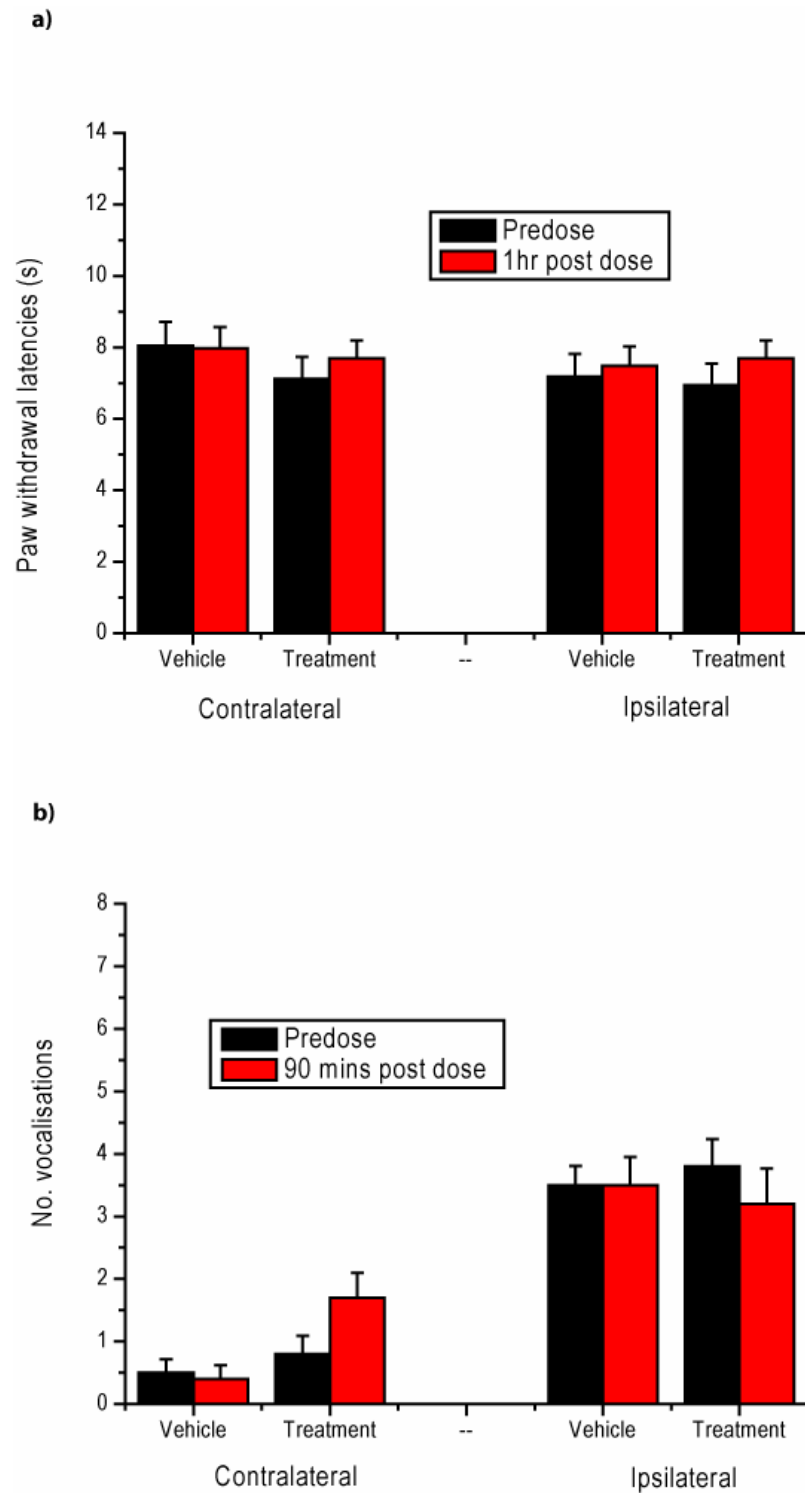 a)
14
12
10
8
6
4
2
0
Paw withdrawal latencies (s)
Predose
1hr post dose
Vehicle Treatment -- Vehicle Treatment
Contralateral Ipsilateral
b)
8
7
6
5
4
3
2
1
0
No. vocalisations
Predose
90 mins post dose
Vehicle Treatment -- Vehicle Treatment
Contralateral Ipsilateral